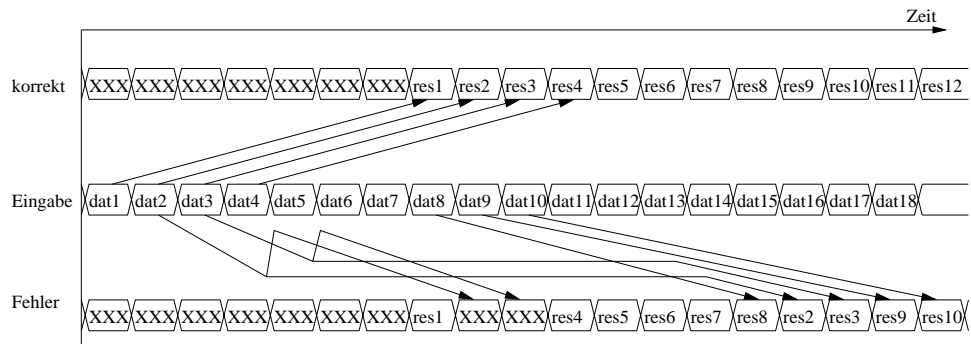 Zeit
korrekt XXX XXX XXX XXX XXX XXX XXX res1 res2 res3 res4 res5 res6 res7 res8 res9 res10 res11 res12
Eingabe dat1 dat2 dat3 dat4 dat5 dat6 dat7 dat8 dat9 dat10 dat11 dat12 dat13 dat14 dat15 dat16 dat17 dat18
Fehler XXX XXX XXX XXX XXX XXX XXX res1 XXX XXX res4 res5 res6 res7 res8 res2 res3 res9 res10